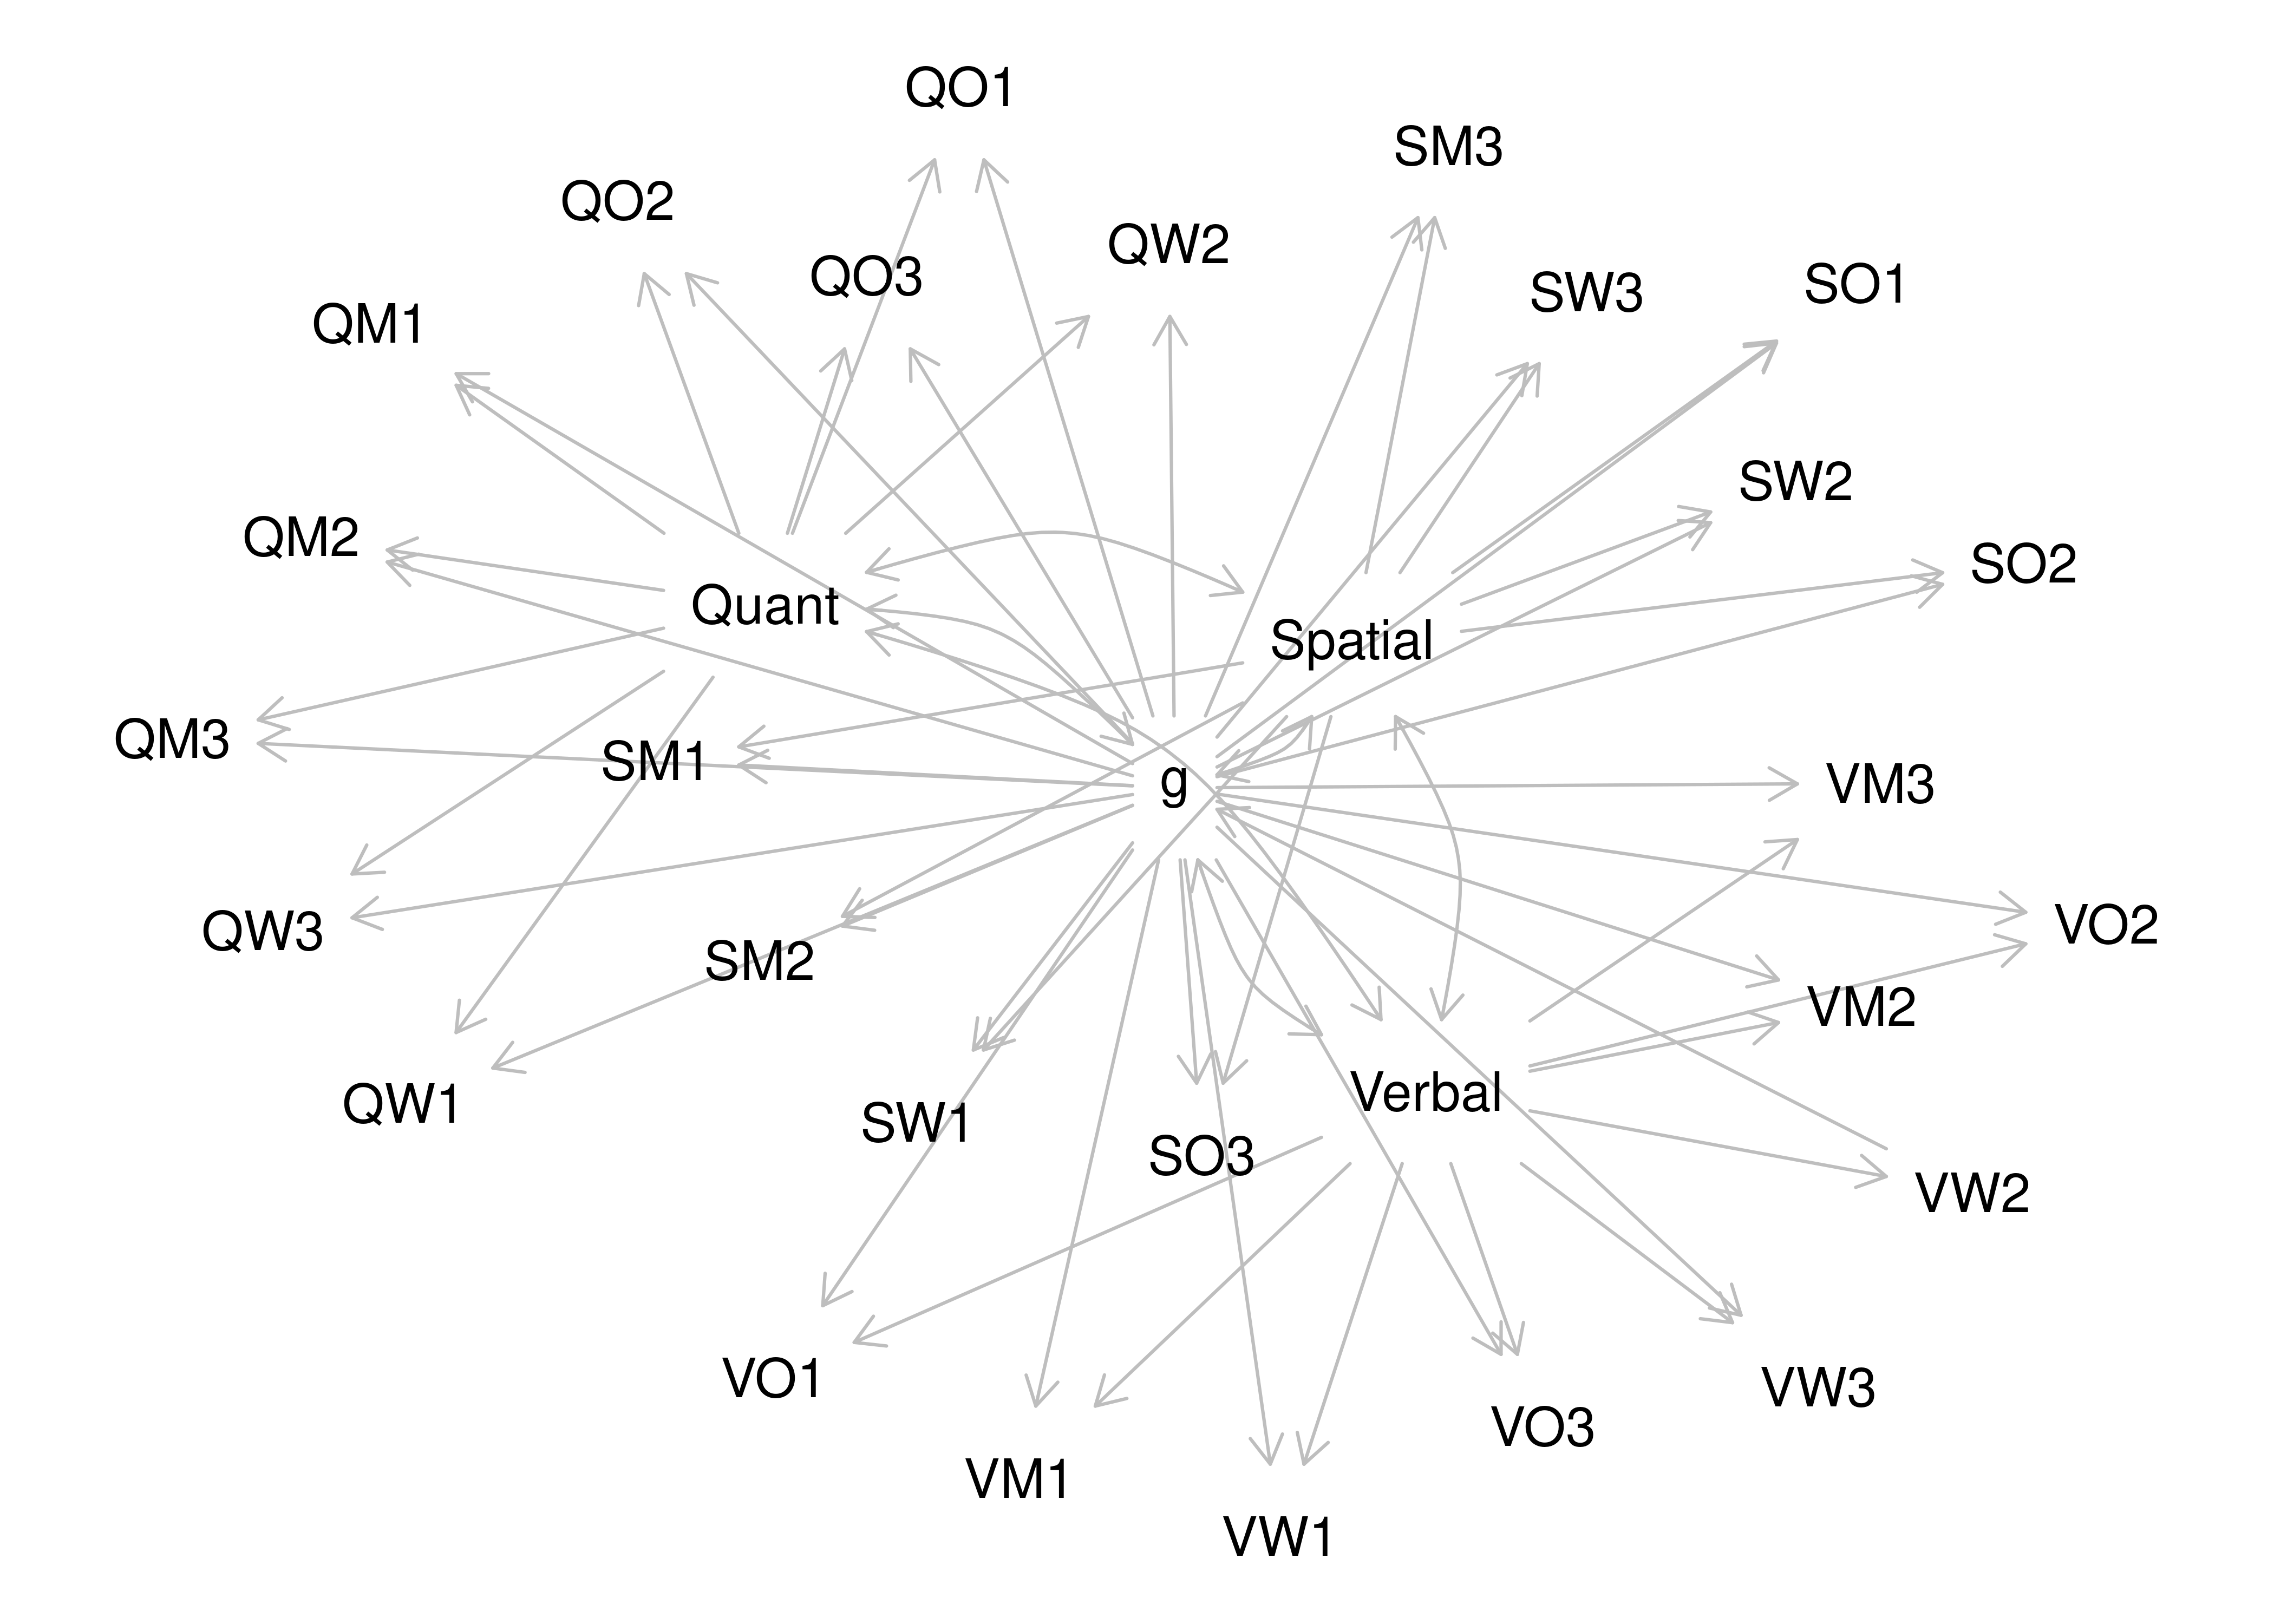 QO1
SM3
QO2
QW2
QO3
SW3
SO1
QM1
SW2
QM2
SO2
Quant
Spatial
QM3
SM1
g
VM3
QW3
VO2
SM2
VM2
QW1
Verbal
SW1
SO3
VW2
VO1
VW3
VO3
VM1
VW1